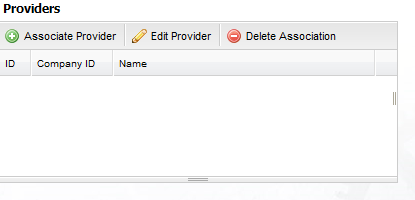 Providers
Associate Provider Edit Provider Delete Association
ID Company ID Name